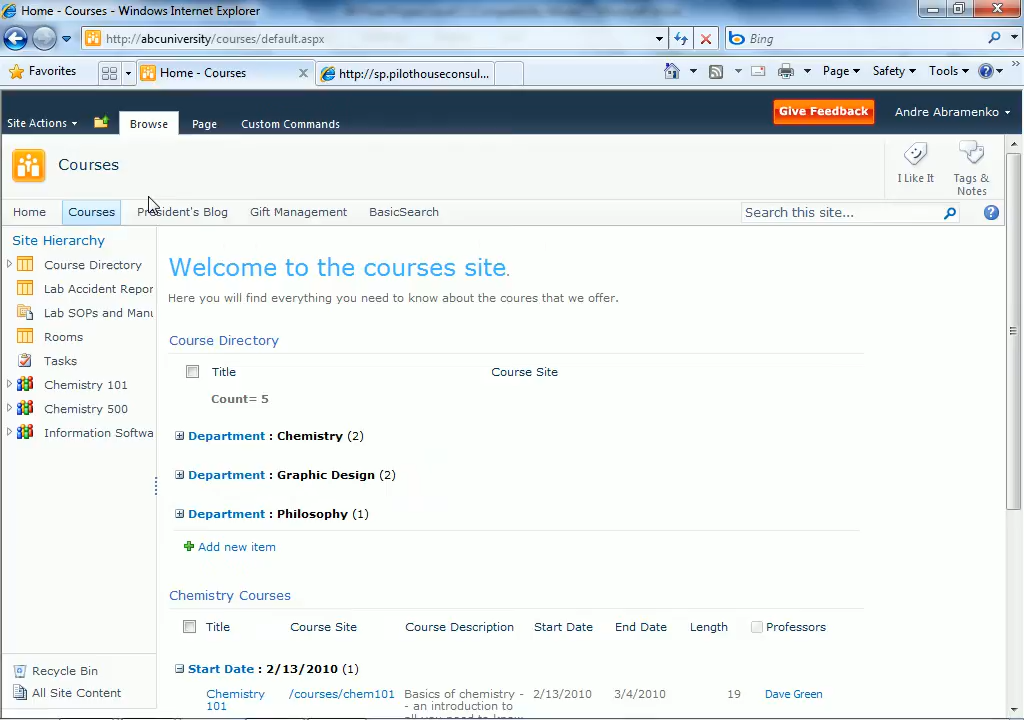 Home - Courses - Windows Internet Explorer
http://abcuniversity/courses/default.aspx
Bing
Favorites
Home - Courses
http://sp.pilothouseconsul...
Page
Safety
Tools
Site Actions
Browse
Page
Custom Commands
Give Feedback
Andre Abramenko
Courses
I Like It
Tags &
Notes
Home
Courses
President's Blog
Gift Management
BasicSearch
Search this site...
Site Hierarchy
Course Directory
Lab Accident Repor
Lab SOPs and Manu
Rooms
Tasks
Chemistry 101
Chemistry 500
Information Softwa
Recycle Bin
All Site Content
Welcome to the courses site.
Here you will find everything you need to know about the coures that we offer.
Course Directory
Title
Course Site
Count= 5
Department : Chemistry (2)
Department : Graphic Design (2)
Department : Philosophy (1)
Add new item
Chemistry Courses
Title
Course Site
Course Description
Start Date
End Date
Length
Professors
Start Date : 2/13/2010 (1)
Chemistry
101
/courses/chem101
Basics of chemistry -
- an introduction to
all you need to know
2/13/2010
3/4/2010
19
Dave Green